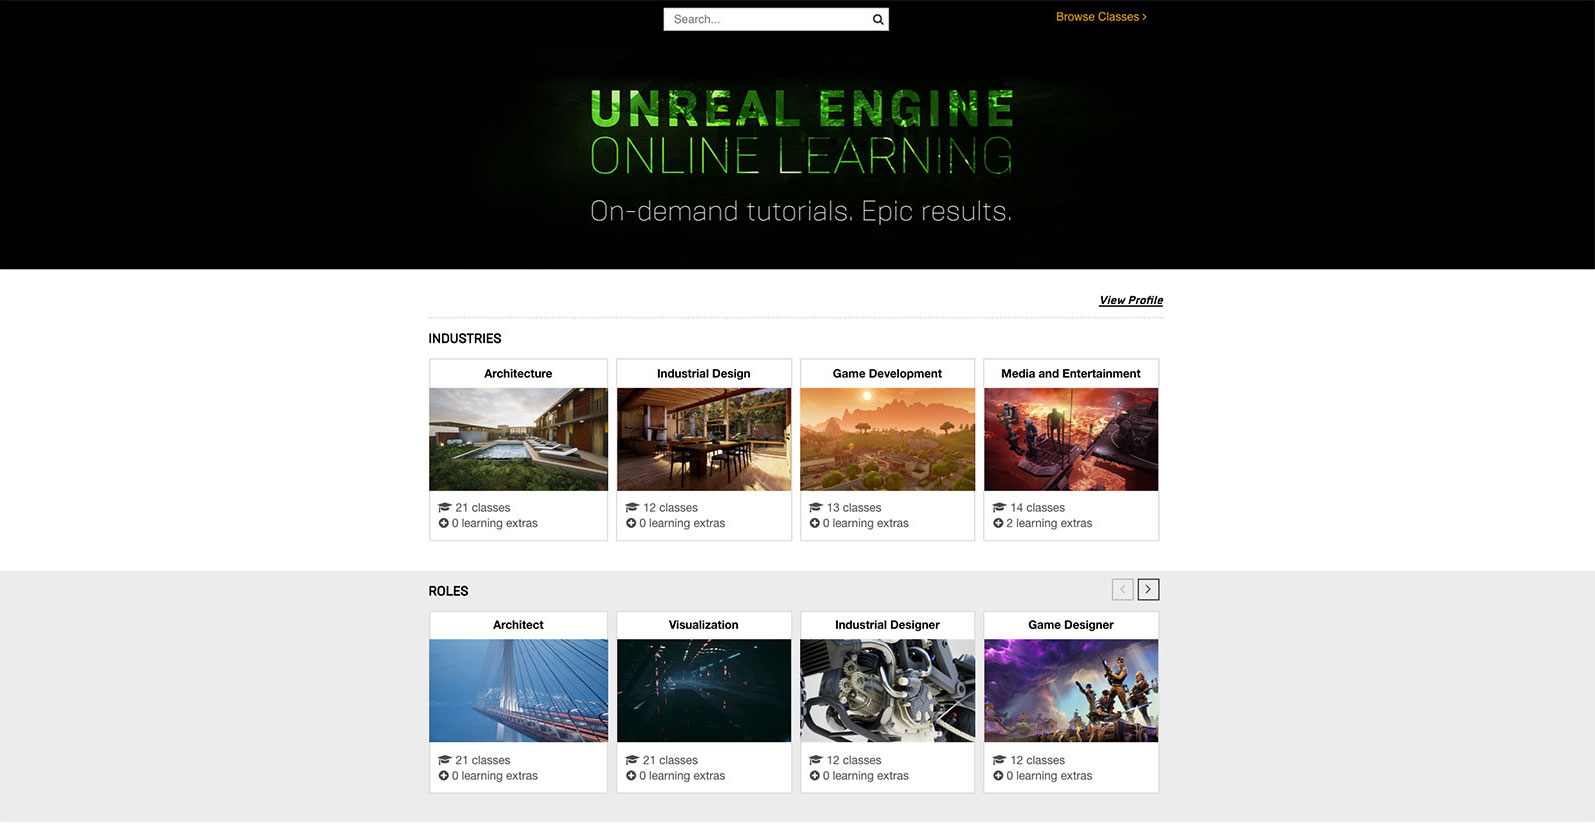 Search...
Browse Classes >
UNREAL ENGINE
ONLINE LEARNING
On-demand tutorials. Epic results.
View Profile
INDUSTRIES
Architecture
21 classes
0 learning extras
Industrial Design
12 classes
0 learning extras
Game Development
13 classes
0 learning extras
Media and Entertainment
14 classes
2 learning extras
ROLES
Architect
21 classes
0 learning extras
Visualization
21 classes
0 learning extras
Industrial Designer
12 classes
0 learning extras
Game Designer
12 classes
0 learning extras